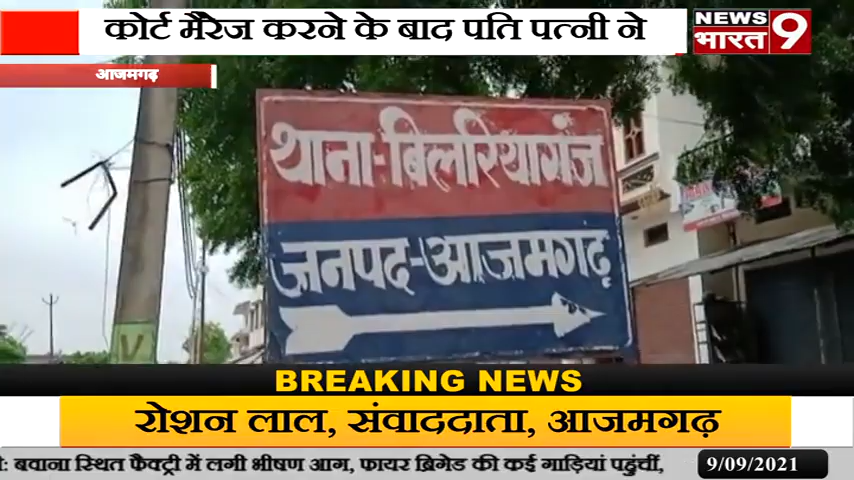 कोर्ट मैरेज करने के बाद पति पत्नी ने
NEWS
भारत 9
आजमगढ़
थाना-बिलरियागंज
जनपद-आजमगढ़
V
BREAKING NEWS
रोशन लाल, संवाददाता, आजमगढ़
बवाना स्थित फैक्ट्री में लगी भीषण आग, फायर ब्रिगेड की कई गाड़ियां पहुंचीं,
9/09/2021